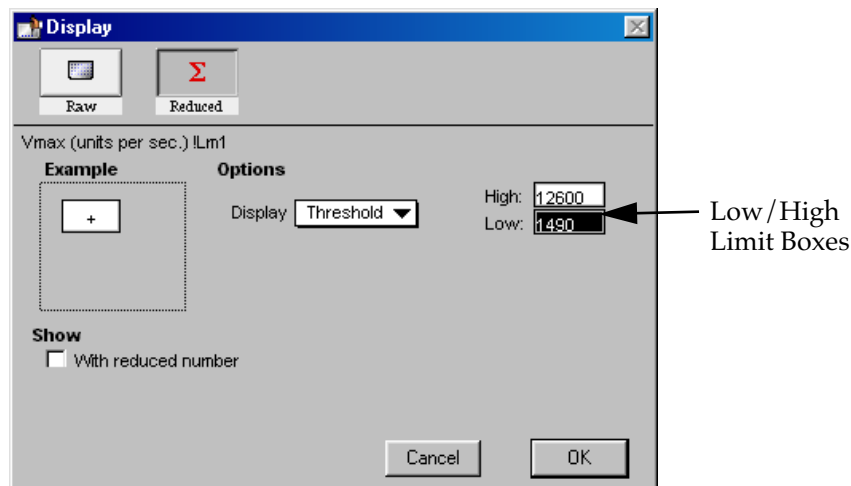 Display
Raw
Σ
Reduced
Vmax (units per sec.) !Lm1
Example
Options
+
Display Threshold
High: 12600
Low: 1490
Low/High
Limit Boxes
Show
With reduced number
Cancel
OK